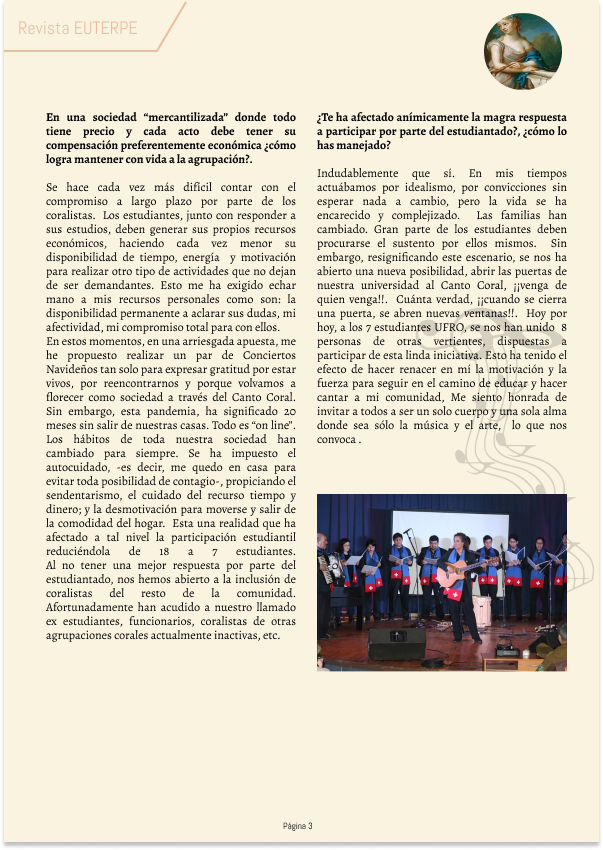 Revista EUTERPE
En una sociedad “mercantilizada” donde todo
tiene precio y cada acto debe tener su
compensación preferentemente económica ¿cómo
logra mantener con vida a la agrupación?.
Se hace cada vez más difícil contar con el
compromiso a largo plazo por parte de los
coralistas. Los estudiantes, junto con responder a
sus estudios, deben generar sus propios recursos
económicos, haciendo cada vez menor su
disponibilidad de tiempo, energía y motivación
para realizar otro tipo de actividades que no dejan
de ser demandantes. Esto me ha exigido echar
mano a mis recursos personales como son: la
disponibilidad permanente a aclarar sus dudas, mi
afectividad, mi compromiso total para con ellos.
En estos momentos, en una arriesgada apuesta, me
he propuesto realizar un par de Conciertos
Navideños tan solo para expresar gratitud por estar
vivos, por reencontrarnos y porque volvamos a
florecer como sociedad a través del Canto Coral.
Sin embargo, esta pandemia, ha significado 20
meses sin salir de nuestras casas. Todo es “on line”.
Los hábitos de toda nuestra sociedad han
cambiado para siempre. Se ha impuesto el
autocuidado, -es decir, me quedo en casa para
evitar toda posibilidad de contagio-, propiciando el
sendentarismo, el cuidado del recurso tiempo y
dinero; y la desmotivación para moverse y salir de
la comodidad del hogar. Esta una realidad que ha
afectado a tal nivel la participación estudiantil
reduciéndola de 18 a 7 estudiantes.
Al no tener una mejor respuesta por parte del
estudiantado, nos hemos abierto a la inclusión de
coralistas del resto de la comunidad.
Afortunadamente han acudido a nuestro llamado
ex estudiantes, funcionarios, coralistas de otras
agrupaciones corales actualmente inactivas, etc.
¿Te ha afectado anímicamente la magra respuesta
a participar por parte del estudiantado?, ¿cómo lo
has manejado?
Indudablemente que sí. En mis tiempos
actuábamos por idealismo, por convicciones sin
esperar nada a cambio, pero la vida se ha
encarecido y complejizado. Las familias han
cambiado. Gran parte de los estudiantes deben
procurarse el sustento por ellos mismos. Sin
embargo, resignificando este escenario, se nos ha
abierto una nueva posibilidad, abrir las puertas de
nuestra universidad al Canto Coral, ¡¡venga de
quien venga!!. Cuánta verdad, ¡¡cuando se cierra
una puerta, se abren nuevas ventanas!!. Hoy por
hoy, a los 7 estudiantes UFRO, se nos han unido 8
personas de otras vertientes, dispuestas a
participar de esta linda iniciativa. Esto ha tenido el
efecto de hacer renacer en mí la motivación y la
fuerza para seguir en el camino de educar y hacer
cantar a mi comunidad, Me siento honrada de
invitar a todos a ser un solo cuerpo y una sola alma
donde sea sólo la música y el arte, lo que nos
convoca .
Página 3